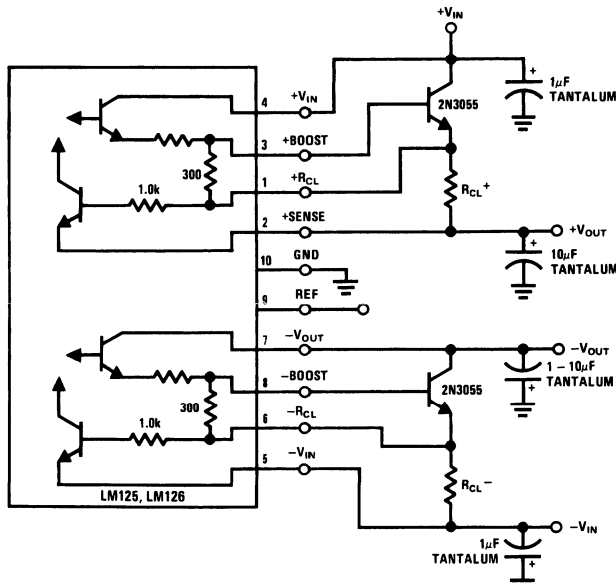 +VIN
+
1μF
TANTALUM
4
+VIN
2N3055
3
+BOOST
300
1
+RCL
1.0k
RCL+
2
+SENSE
+VOUT
10
GND
+
10μF
TANTALUM
9
REF
7
−VOUT
−VOUT
8
−BOOST
2N3055
1 – 10μF
TANTALUM
+
300
6
−RCL
1.0k
5
−VIN
RCL−
LM125, LM126
−VIN
1μF
TANTALUM
+